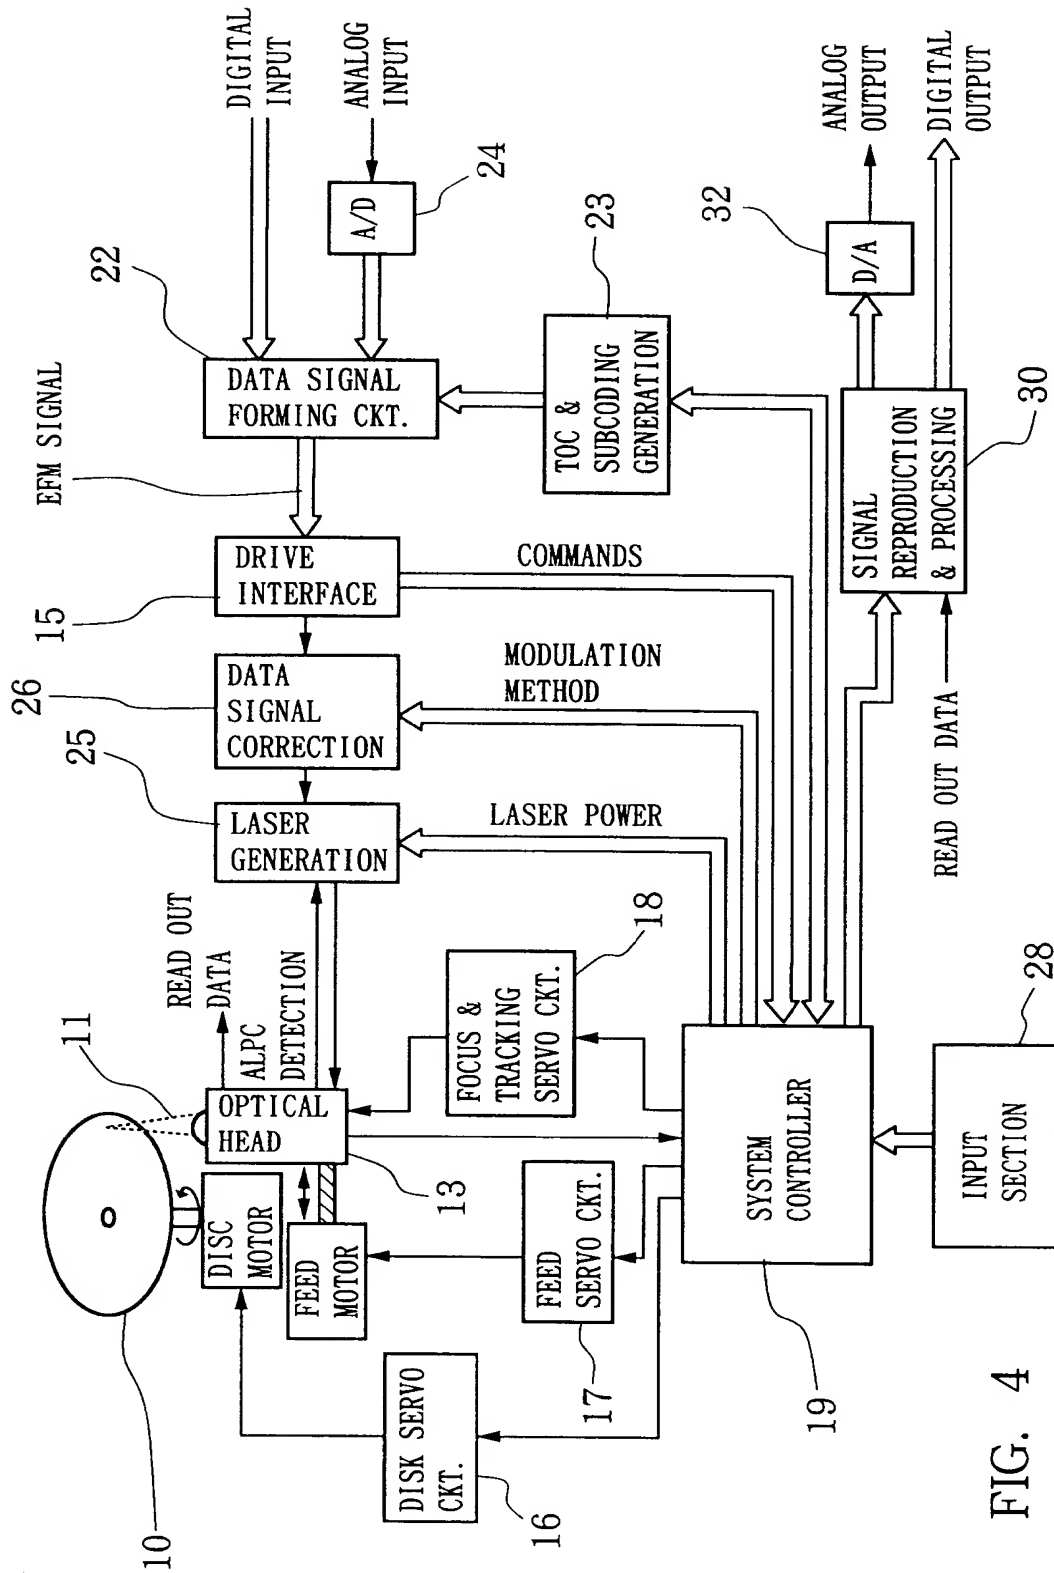 10
11
DISC
MOTOR
FEED
MOTOR
OPTICAL
HEAD
13
READ OUT
DATA
ALPC
DETECTION
25
LASER
GENERATION
26
DATA
SIGNAL
CORRECTION
15
DRIVE
INTERFACE
EFM SIGNAL
22
DATA SIGNAL
FORMING CKT.
DIGITAL
INPUT
ANALOG
INPUT
A/D
24
DISK SERVO
CKT.
16
FEED
SERVO CKT.
17
FOCUS &
TRACKING
SERVO CKT.
18
LASER POWER
MODULATION
METHOD
COMMANDS
TOC &
SUBCODING
GENERATION
23
SYSTEM
CONTROLLER
19
INPUT
SECTION
28
READ OUT DATA
SIGNAL
REPRODUCTION
& PROCESSING
30
D/A
32
ANALOG
OUTPUT
DIGITAL
OUTPUT
FIG. 4